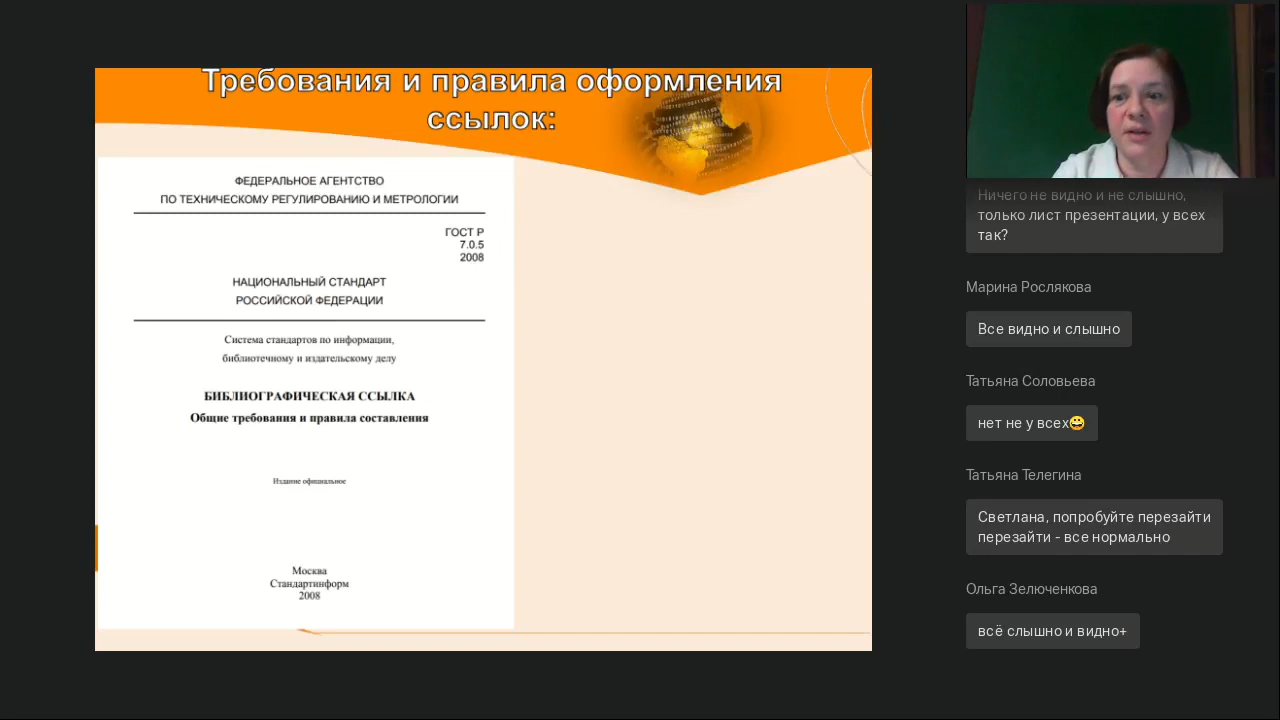 Требования и правила оформления
ссылок:
ФЕДЕРАЛЬНОЕ АГЕНТСТВО
ПО ТЕХНИЧЕСКОМУ РЕГУЛИРОВАНИЮ И МЕТРОЛОГИИ
ГОСТ Р
7.0.5
2008
НАЦИОНАЛЬНЫЙ СТАНДАРТ
РОССИЙСКОЙ ФЕДЕРАЦИИ
Система стандартов по информации,
библиотечному и издательскому делу
БИБЛИОГРАФИЧЕСКАЯ ССЫЛКА
Общие требования и правила составления
Издание официальное
Москва
Стандартинформ
2008
Ничего не видно и не слышно,
только лист презентации, у всех
так?
Марина Рослякова
Все видно и слышно
Татьяна Соловьева
нет не у всех😀
Татьяна Телегина
Светлана, попробуйте перезайти
перезайти - все нормально
Ольга Зелюченкова
всё слышно и видно+